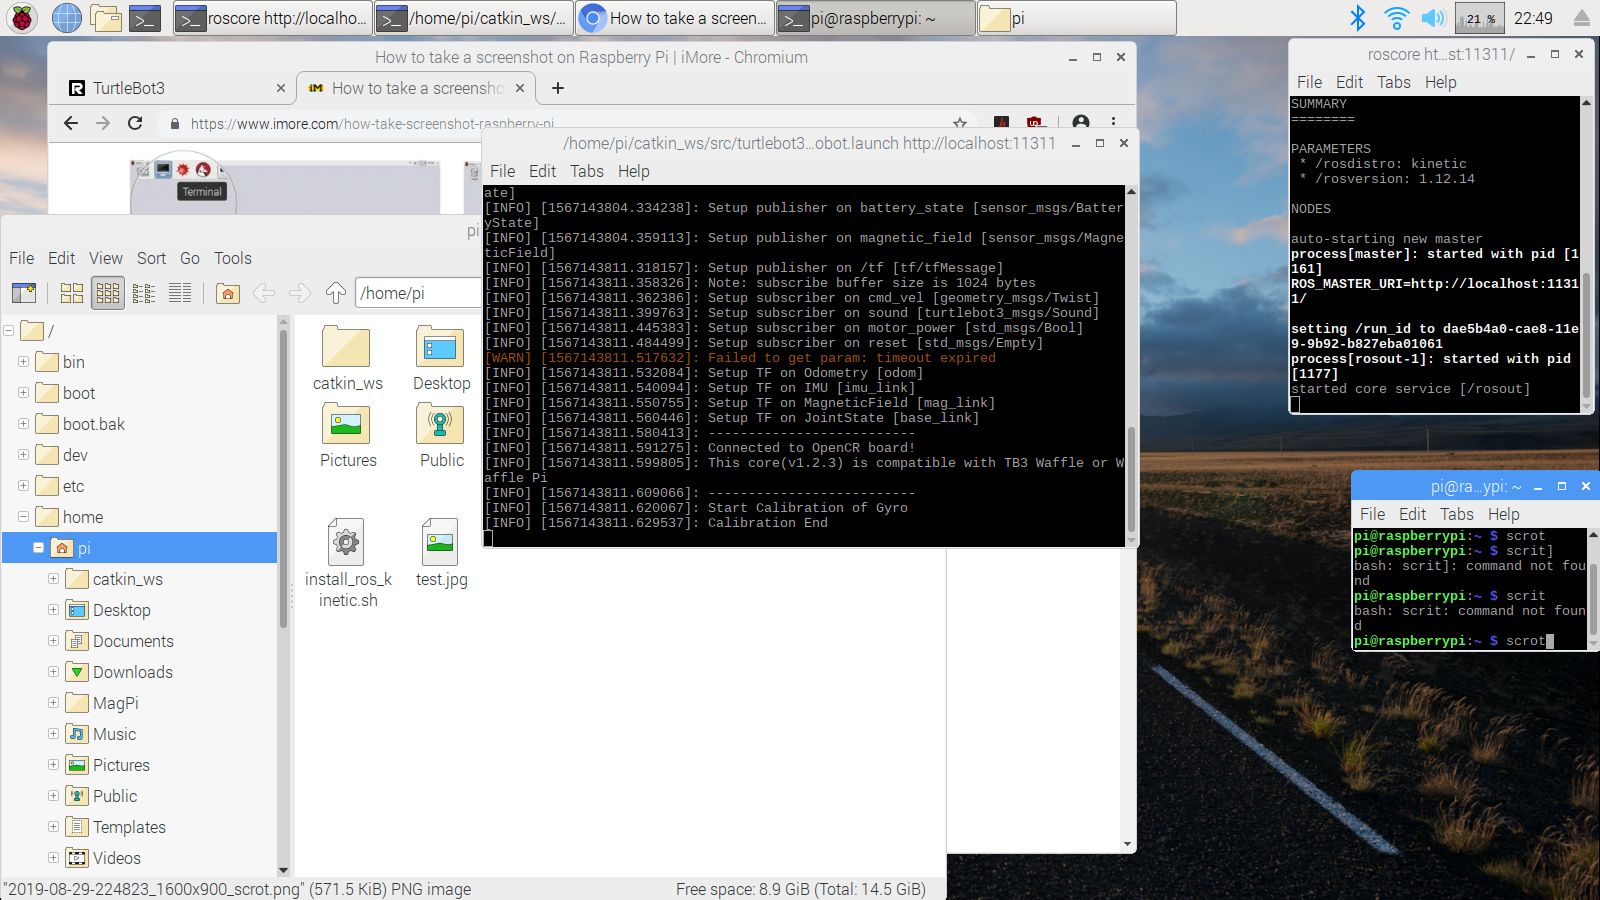 roscore http://localho...
/home/pi/catkin_ws/...
How to take a screen...
pi@raspberrypi: ~
pi
21 %
22:49
How to take a screenshot on Raspberry Pi | iMore - Chromium
TurtleBot3
How to take a screensho
https://www.imore.com/how-take-screenshot-raspberry-pi
Terminal
/home/pi/catkin_ws/src/turtlebot3...obot.launch http://localhost:11311
File Edit Tabs Help
ate]
[INFO] [1567143804.334238]: Setup publisher on battery_state [sensor_msgs/Batter
yState]
[INFO] [1567143804.359113]: Setup publisher on magnetic_field [sensor_msgs/Magne
ticField]
[INFO] [1567143811.318157]: Setup publisher on /tf [tf/tfMessage]
[INFO] [1567143811.358326]: Note: subscribe buffer size is 1024 bytes
[INFO] [1567143811.362386]: Setup subscriber on cmd_vel [geometry_msgs/Twist]
[INFO] [1567143811.399763]: Setup subscriber on sound [turtlebot3_msgs/Sound]
[INFO] [1567143811.445383]: Setup subscriber on motor_power [std_msgs/Bool]
[INFO] [1567143811.484499]: Setup subscriber on reset [std_msgs/Empty]
[WARN] [1567143811.517632]: Failed to get param: timeout expired
[INFO] [1567143811.532084]: Setup TF on Odometry [odom]
[INFO] [1567143811.540094]: Setup TF on IMU [imu_link]
[INFO] [1567143811.550755]: Setup TF on MagneticField [mag_link]
[INFO] [1567143811.560446]: Setup TF on JointState [base_link]
[INFO] [1567143811.580413]: --------------------------
[INFO] [1567143811.591275]: Connected to OpenCR board!
[INFO] [1567143811.599805]: This core(v1.2.3) is compatible with TB3 Waffle or W
affle Pi
[INFO] [1567143811.609066]: --------------------------
[INFO] [1567143811.620067]: Start Calibration of Gyro
[INFO] [1567143811.629537]: Calibration End
pi
File Edit View Sort Go Tools
/home/pi
/
bin
boot
boot.bak
dev
etc
home
pi
catkin_ws
Desktop
Documents
Downloads
MagPi
Music
Pictures
Public
Templates
Videos
catkin_ws
Desktop
Pictures
Public
install_ros_k
inetic.sh
test.jpg
"2019-08-29-224823_1600x900_scrot.png" (571.5 KiB) PNG image
Free space: 8.9 GiB (Total: 14.5 GiB)
roscore ht...st:11311/
File Edit Tabs Help
SUMMARY
========
PARAMETERS
* /rosdistro: kinetic
* /rosversion: 1.12.14
NODES
auto-starting new master
process[master]: started with pid [1
161]
ROS_MASTER_URI=http://localhost:1131
1/
setting /run_id to dae5b4a0-cae8-11e
9-9b92-b827eba01061
process[rosout-1]: started with pid
[1177]
started core service [/rosout]
pi@ra...ypi: ~
File Edit Tabs Help
pi@raspberrypi:~ $ scrot
pi@raspberrypi:~ $ scrit]
bash: scrit]: command not fou
nd
pi@raspberrypi:~ $ scrit
bash: scrit: command not foun
d
pi@raspberrypi:~ $ scrot